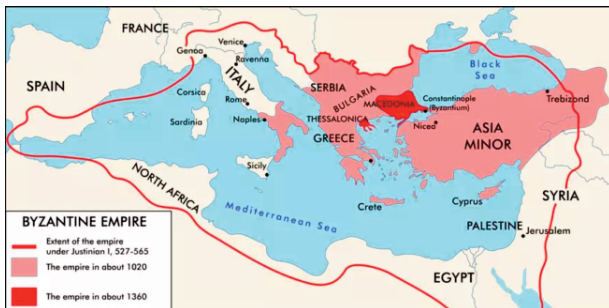 FRANCE
Venice
Genoa
Ravenna
Black
Sea
SPAIN
ITALY
SERBIA
BULGARIA
Corsica
MACEDONIA
Constantinople
(Byzantium)
Trebizond
Rome
THESSALONICA
Sardinia
Naples
Nicea
ASIA
MINOR
GREECE
Sicily
NORTH AFRICA
SYRIA
Crete
Cyprus
Mediterranean Sea
PALESTINE
Jerusalem
EGYPT
BYZANTINE EMPIRE
Extent of the empire
under Justinian I, 527-565
The empire in about 1020
The empire in about 1360